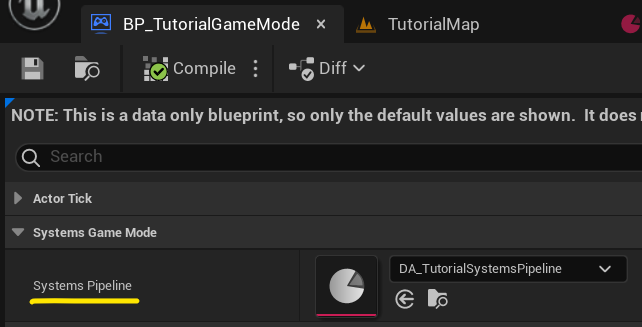 BP_TutorialGameMode
TutorialMap
Compile
Diff
NOTE: This is a data only blueprint, so only the default values are shown. It does
Search
Actor Tick
Systems Game Mode
Systems Pipeline
DA_TutorialSystemsPipeline